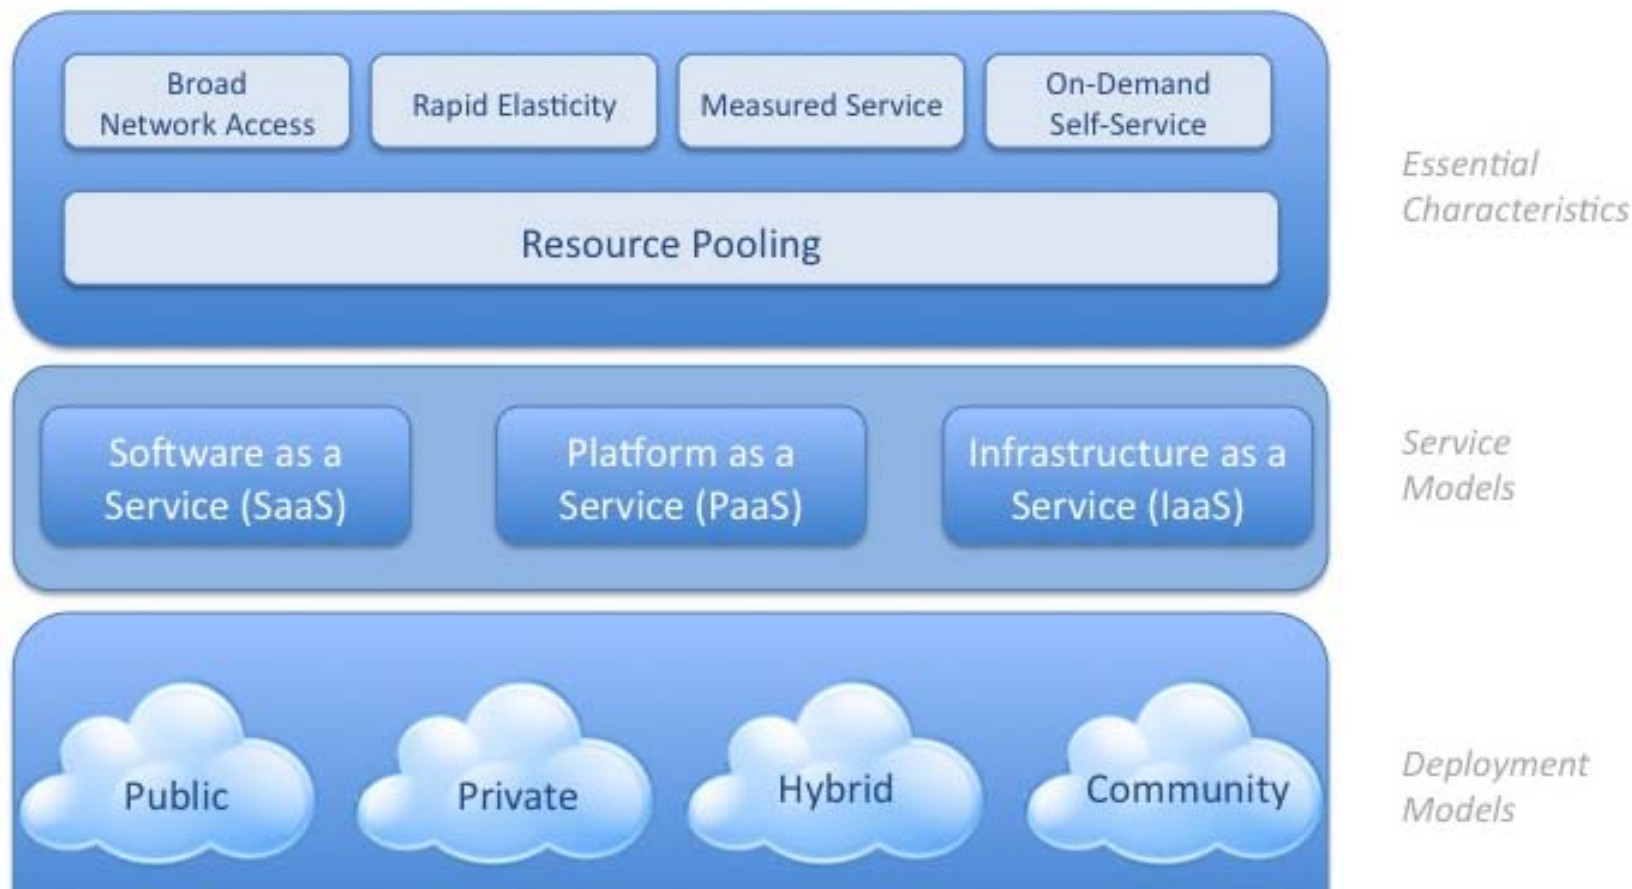 Broad
Network Access
Rapid Elasticity
Measured Service
On-Demand
Self-Service
Resource Pooling
Essential
Characteristics
Software as a
Service (SaaS)
Platform as a
Service (PaaS)
Infrastructure as a
Service (IaaS)
Service
Models
Public
Private
Hybrid
Community
Deployment
Models